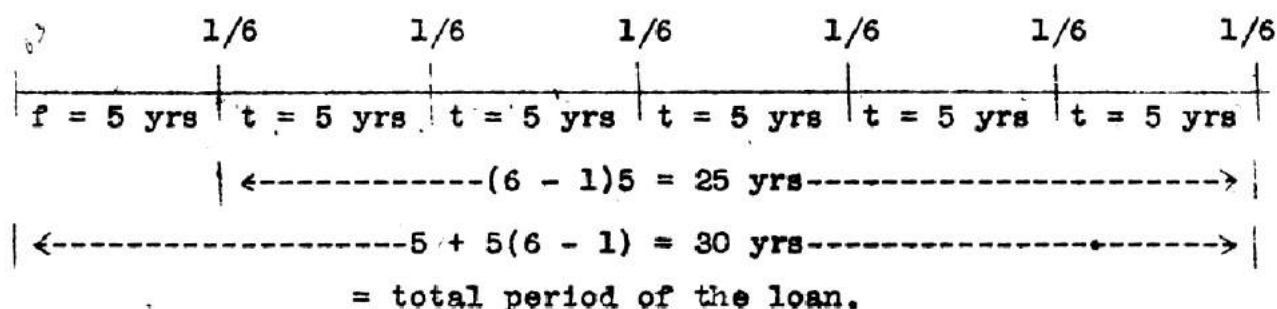 1/6 1/6 1/6 1/6 1/6 1/6
f = 5 yrs t = 5 yrs t = 5 yrs t = 5 yrs t = 5 yrs t = 5 yrs
<------------(6 - 1)5 = 25 yrs------------------>
<-------------------5 + 5(6 - 1) = 30 yrs------------------->
= total period of the loan.